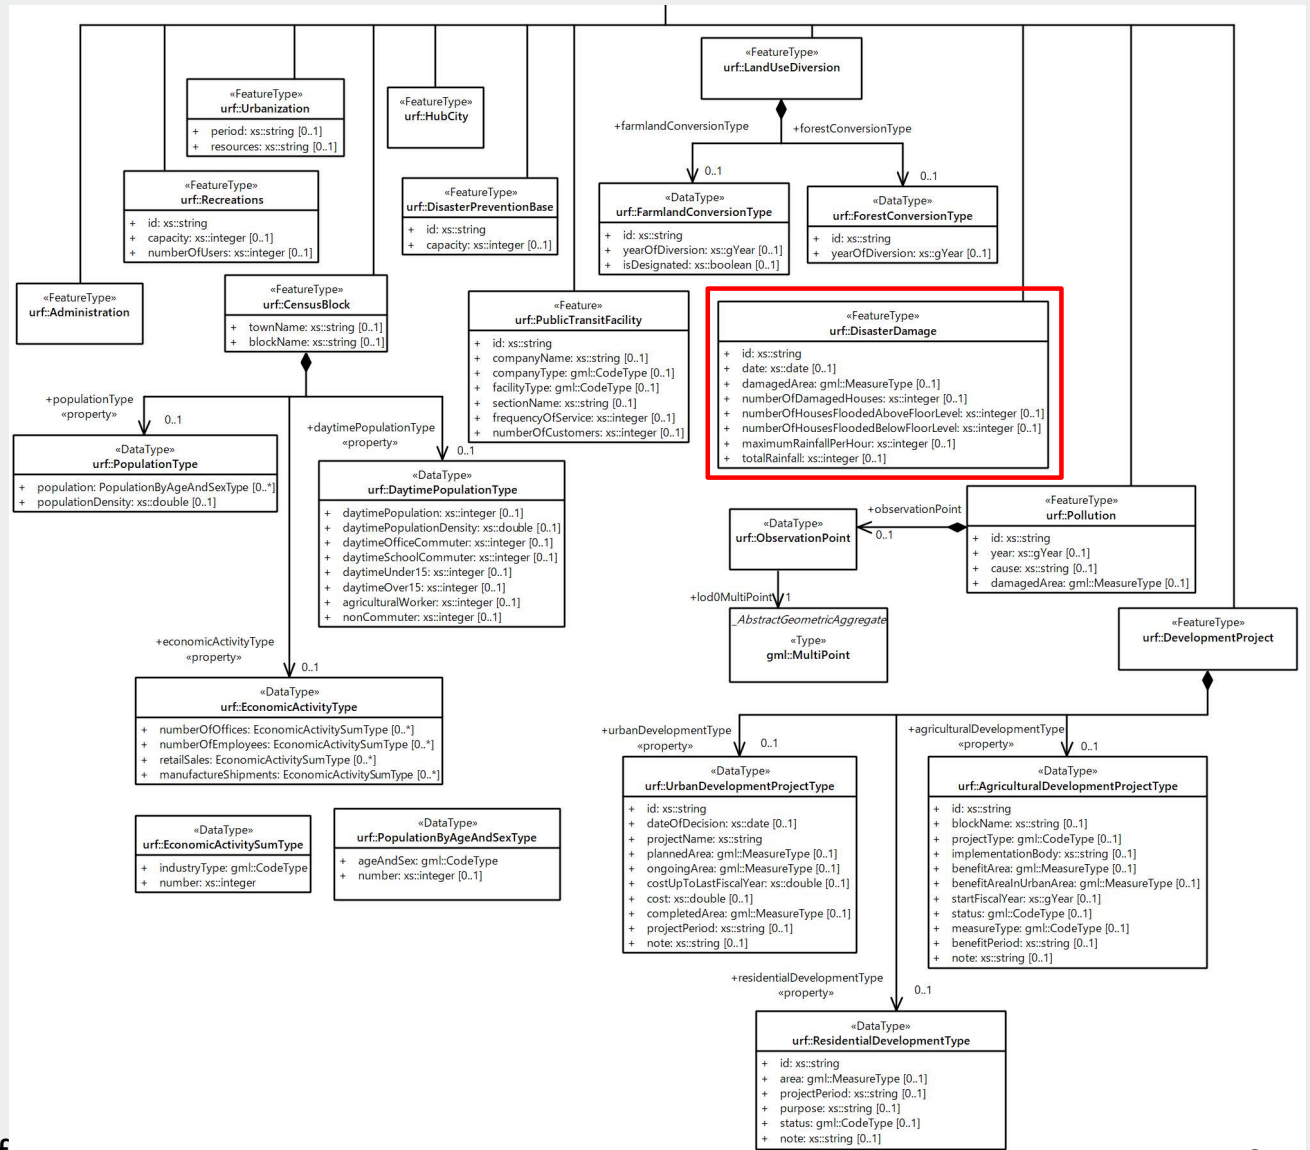 «FeatureType»
urf::LandUseDiversion
+farmlandConversionType
+forestConversionType
0..1
0..1
«DataType»
urf::FarmlandConversionType
+ id: xs::string
+ yearOfDiversion: xs::gYear [0..1]
+ isDesignated: xs::boolean [0..1]
«DataType»
urf::ForestConversionType
+ id: xs::string
+ yearOfDiversion: xs::gYear [0..1]
«FeatureType»
urf::Urbanization
+ period: xs::string [0..1]
+ resources: xs::string [0..1]
«FeatureType»
urf::HubCity
«FeatureType»
urf::Recreations
+ id: xs::string
+ capacity: xs::integer [0..1]
+ numberOfUsers: xs::integer [0..1]
«FeatureType»
urf::DisasterPreventionBase
+ id: xs::string
+ capacity: xs::integer [0..1]
«FeatureType»
urf::Administration
«FeatureType»
urf::CensusBlock
+ townName: xs::string [0..1]
+ blockName: xs::string [0..1]
«Feature»
urf::PublicTransitFacility
+ id: xs::string
+ companyName: xs::string [0..1]
+ companyType: gml::CodeType [0..1]
+ facilityType: gml::CodeType [0..1]
+ sectionName: xs::string [0..1]
+ frequencyOfService: xs::integer [0..1]
+ numberOfCustomers: xs::integer [0..1]
«FeatureType»
urf::DisasterDamage
+ id: xs::string
+ date: xs::date [0..1]
+ damagedArea: gml::MeasureType [0..1]
+ numberOfDamagedHouses: xs::integer [0..1]
+ numberOfHousesFloodedAboveFloorLevel: xs::integer [0..1]
+ numberOfHousesFloodedBelowFloorLevel: xs::integer [0..1]
+ maximumRainfallPerHour: xs::integer [0..1]
+ totalRainfall: xs::integer [0..1]
+populationType
«property»
0..1
+daytimePopulationType
«property»
0..1
«DataType»
urf::PopulationType
+ population: PopulationByAgeAndSexType [0..*]
+ populationDensity: xs::double [0..1]
«DataType»
urf::DaytimePopulationType
+ daytimePopulation: xs::integer [0..1]
+ daytimePopulationDensity: xs::double [0..1]
+ daytimeOfficeCommuter: xs::integer [0..1]
+ daytimeSchoolCommuter: xs::integer [0..1]
+ daytimeUnder15: xs::integer [0..1]
+ daytimeOver15: xs::integer [0..1]
+ agriculturalWorker: xs::integer [0..1]
+ nonCommuter: xs::integer [0..1]
«DataType»
urf::ObservationPoint
+observationPoint
0..1
«FeatureType»
urf::Pollution
+ id: xs::string
+ year: xs::gYear [0..1]
+ cause: xs::string [0..1]
+ damagedArea: gml::MeasureType [0..1]
+lod0MultiPoint
1
_AbstractGeometricAggregate
«Type»
gml::MultiPoint
«FeatureType»
urf::DevelopmentProject
+economicActivityType
«property»
0..1
«DataType»
urf::EconomicActivityType
+ numberOfOffices: EconomicActivitySumType [0..*]
+ numberOfEmployees: EconomicActivitySumType [0..*]
+ retailSales: EconomicActivitySumType [0..*]
+ manufactureShipments: EconomicActivitySumType [0..*]
«DataType»
urf::EconomicActivitySumType
+ industryType: gml::CodeType
+ number: xs::integer
«DataType»
urf::PopulationByAgeAndSexType
+ ageAndSex: gml::CodeType
+ number: xs::integer [0..1]
+urbanDevelopmentType
«property»
0..1
+agriculturalDevelopmentType
«property»
0..1
«DataType»
urf::UrbanDevelopmentProjectType
+ id: xs::string
+ dateOfDecision: xs::date [0..1]
+ projectName: xs::string
+ plannedArea: gml::MeasureType [0..1]
+ ongoingArea: gml::MeasureType [0..1]
+ costUpToLastFiscalYear: xs::double [0..1]
+ cost: xs::double [0..1]
+ completedArea: gml::MeasureType [0..1]
+ projectPeriod: xs::string [0..1]
+ note: xs::string [0..1]
«DataType»
urf::AgriculturalDevelopmentProjectType
+ id: xs::string
+ blockName: xs::string [0..1]
+ projectType: gml::CodeType [0..1]
+ implementationBody: xs::string [0..1]
+ benefitArea: gml::MeasureType [0..1]
+ benefitAreaInUrbanArea: gml::MeasureType [0..1]
+ startFiscalYear: xs::gYear [0..1]
+ status: gml::CodeType [0..1]
+ measureType: gml::CodeType [0..1]
+ benefitPeriod: xs::string [0..1]
+ note: xs::string [0..1]
+residentialDevelopmentType
«property»
0..1
«DataType»
urf::ResidentialDevelopmentType
+ id: xs::string
+ area: gml::MeasureType [0..1]
+ projectPeriod: xs::string [0..1]
+ purpose: xs::string [0..1]
+ status: gml::CodeType [0..1]
+ note: xs::string [0..1]